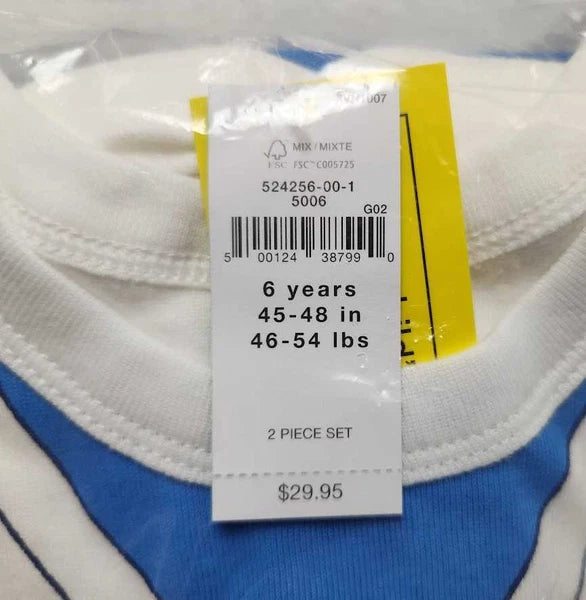 MIX / MIXTE
FSC FSC™ C005725
524256-00-1
5006
G02
5 00124 38799 0
6 years
45-48 in
46-54 lbs
2 PIECE SET
$29.95